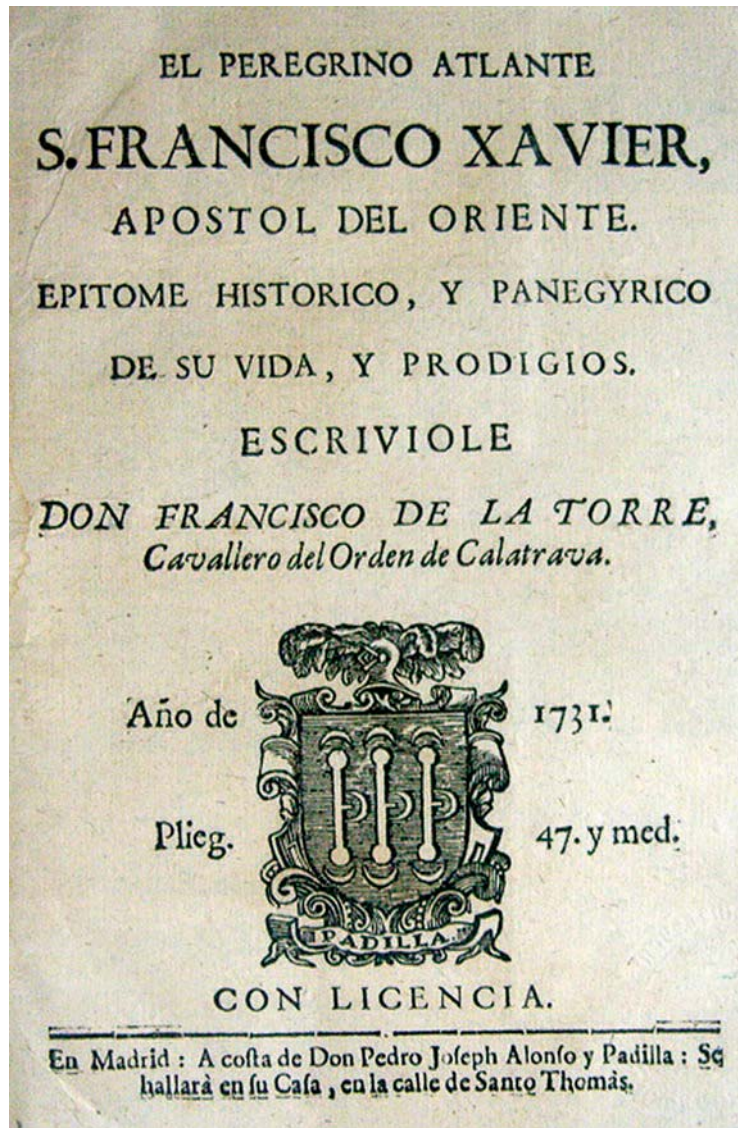 EL PEREGRINO ATLANTE
S. FRANCISCO XAVIER,
APOSTOL DEL ORIENTE.
EPITOME HISTORICO, Y PANEGYRICO
DE SU VIDA, Y PRODIGIOS.
ESCRIVIOLE
DON FRANCISCO DE LA TORRE,
Cavallero del Orden de Calatrava.
Año de 1731.
Plieg. 47. y med.
PADILLA.
CON LICENCIA.
En Madrid : A coſta de Don Pedro Joſeph Alonſo y Padilla : Se
hallarà en ſu Caſa, en la calle de Santo Thomàs.